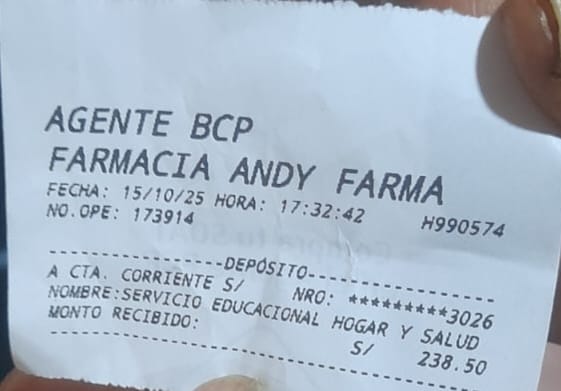 AGENTE BCP
FARMACIA ANDY FARMA
FECHA: 15/10/25 HORA: 17:32:42 H990574
NO.OPE: 173914
----------------DEPÓSITO----------------
A CTA. CORRIENTE S/ NRO: *********3026
NOMBRE:SERVICIO EDUCACIONAL HOGAR Y SALUD
MONTO RECIBIDO: S/ 238.50